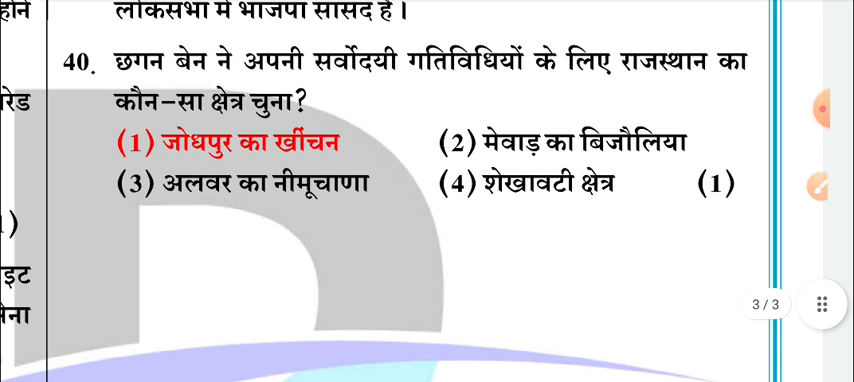 होने
लोकसभा में भाजपा सांसद हैं।
40. छगन बेन ने अपनी सर्वोदयी गतिविधियों के लिए राजस्थान का
रेड
कौन-सा क्षेत्र चुना?
(1) जोधपुर का खींचन (2) मेवाड़ का बिजौलिया
(3) अलवर का नीमूचाणा (4) शेखावटी क्षेत्र (1)
)
इट
3 / 3